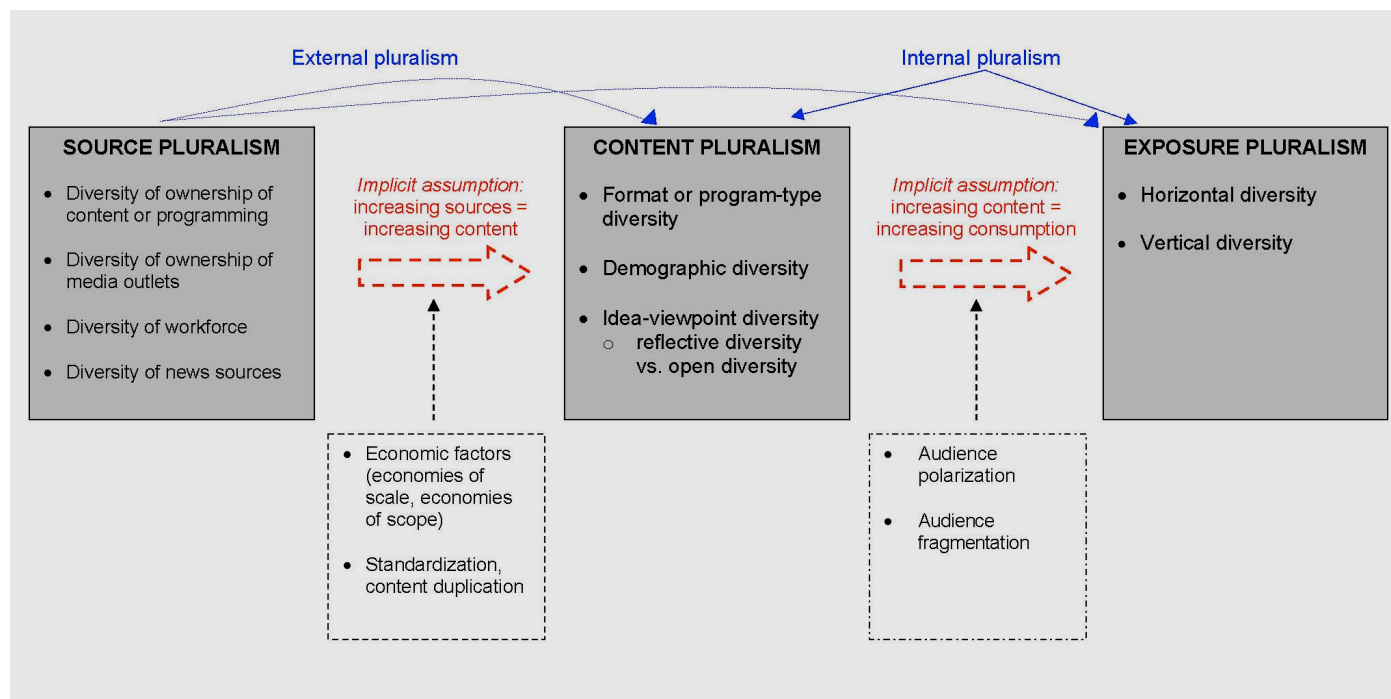 External pluralism
Internal pluralism
SOURCE PLURALISM
• Diversity of ownership of
content or programming
• Diversity of ownership of
media outlets
• Diversity of workforce
• Diversity of news sources
Implicit assumption:
increasing sources =
increasing content
CONTENT PLURALISM
• Format or program-type
diversity
• Demographic diversity
• Idea-viewpoint diversity
○ reflective diversity
vs. open diversity
Implicit assumption:
increasing content =
increasing consumption
EXPOSURE PLURALISM
• Horizontal diversity
• Vertical diversity
• Economic factors
(economies of
scale, economies
of scope)
• Standardization,
content duplication
• Audience
polarization
• Audience
fragmentation